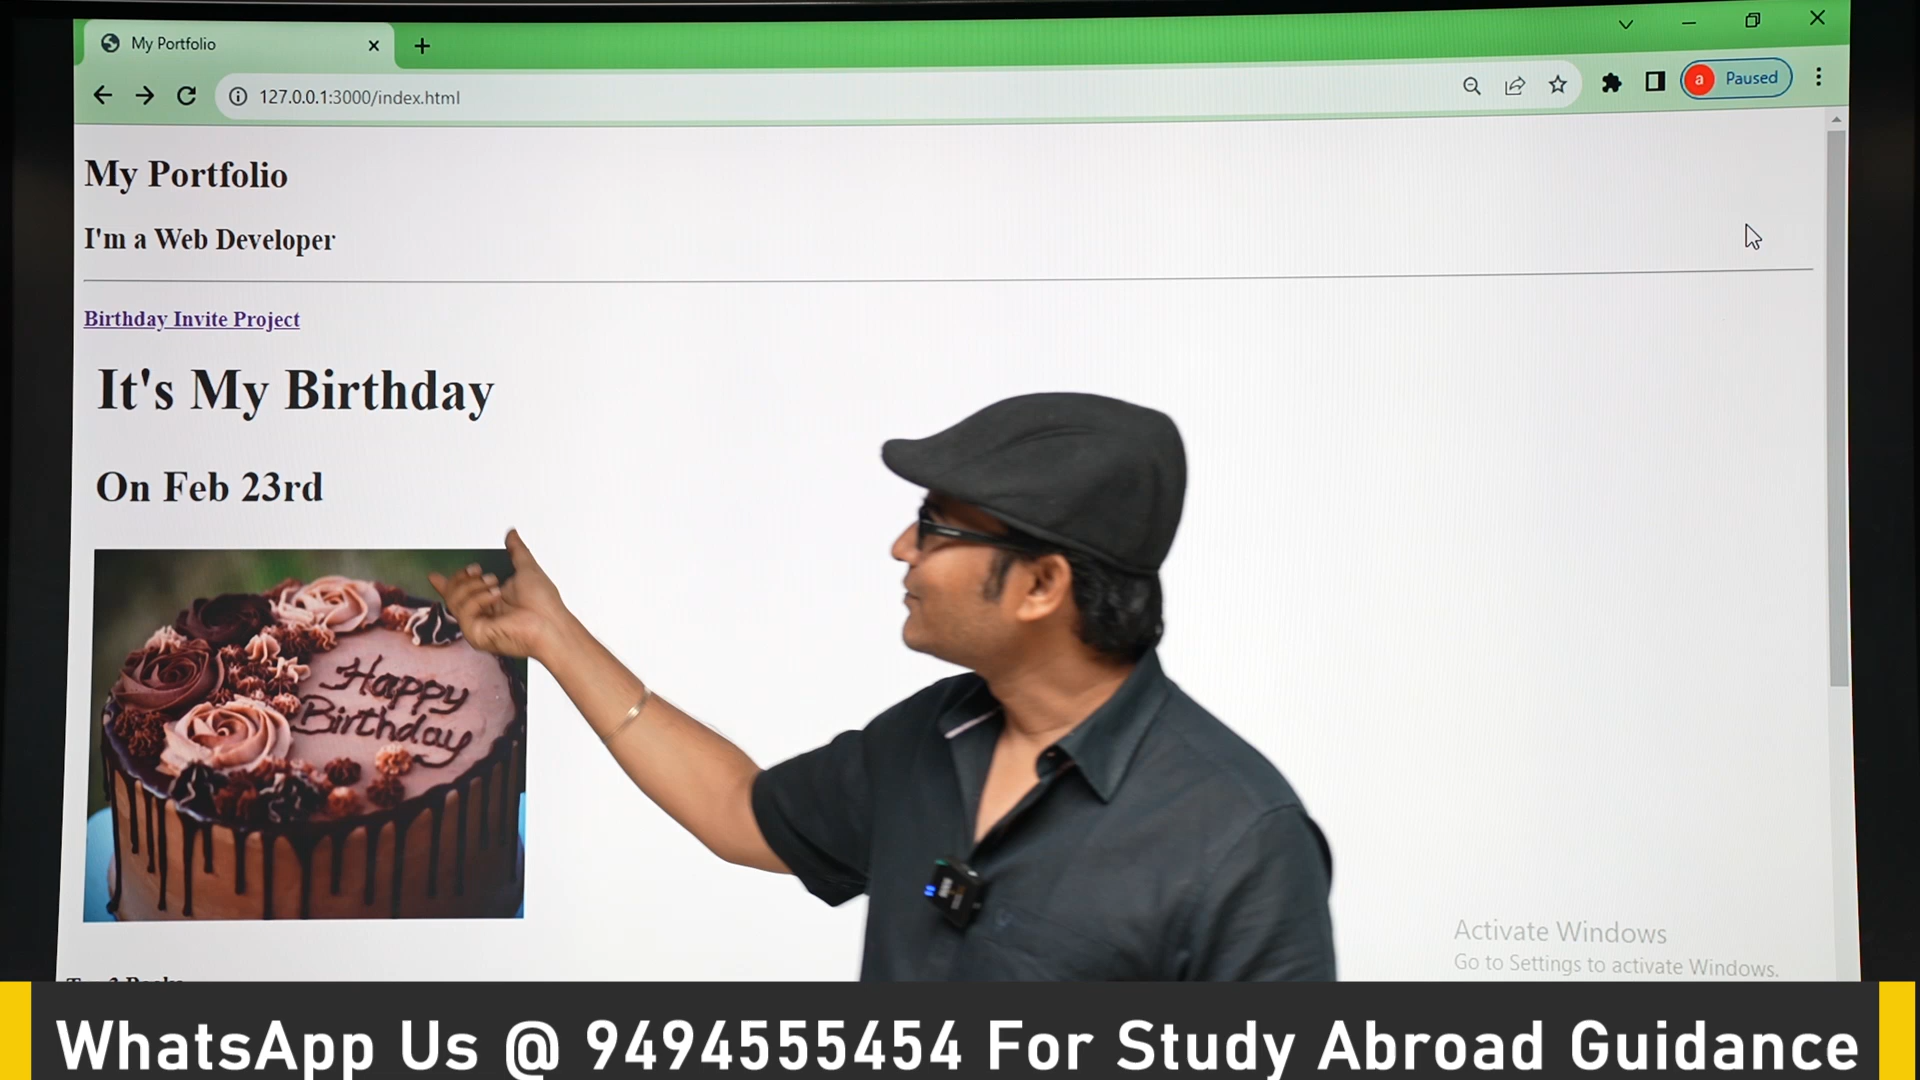 My Portfolio
127.0.0.1:3000/index.html
a Paused
My Portfolio
I'm a Web Developer
Birthday Invite Project
It's My Birthday
On Feb 23rd
Happy
Birthday
Activate Windows
Go to Settings to activate Windows.
WhatsApp Us @ 9494555454 For Study Abroad Guidance